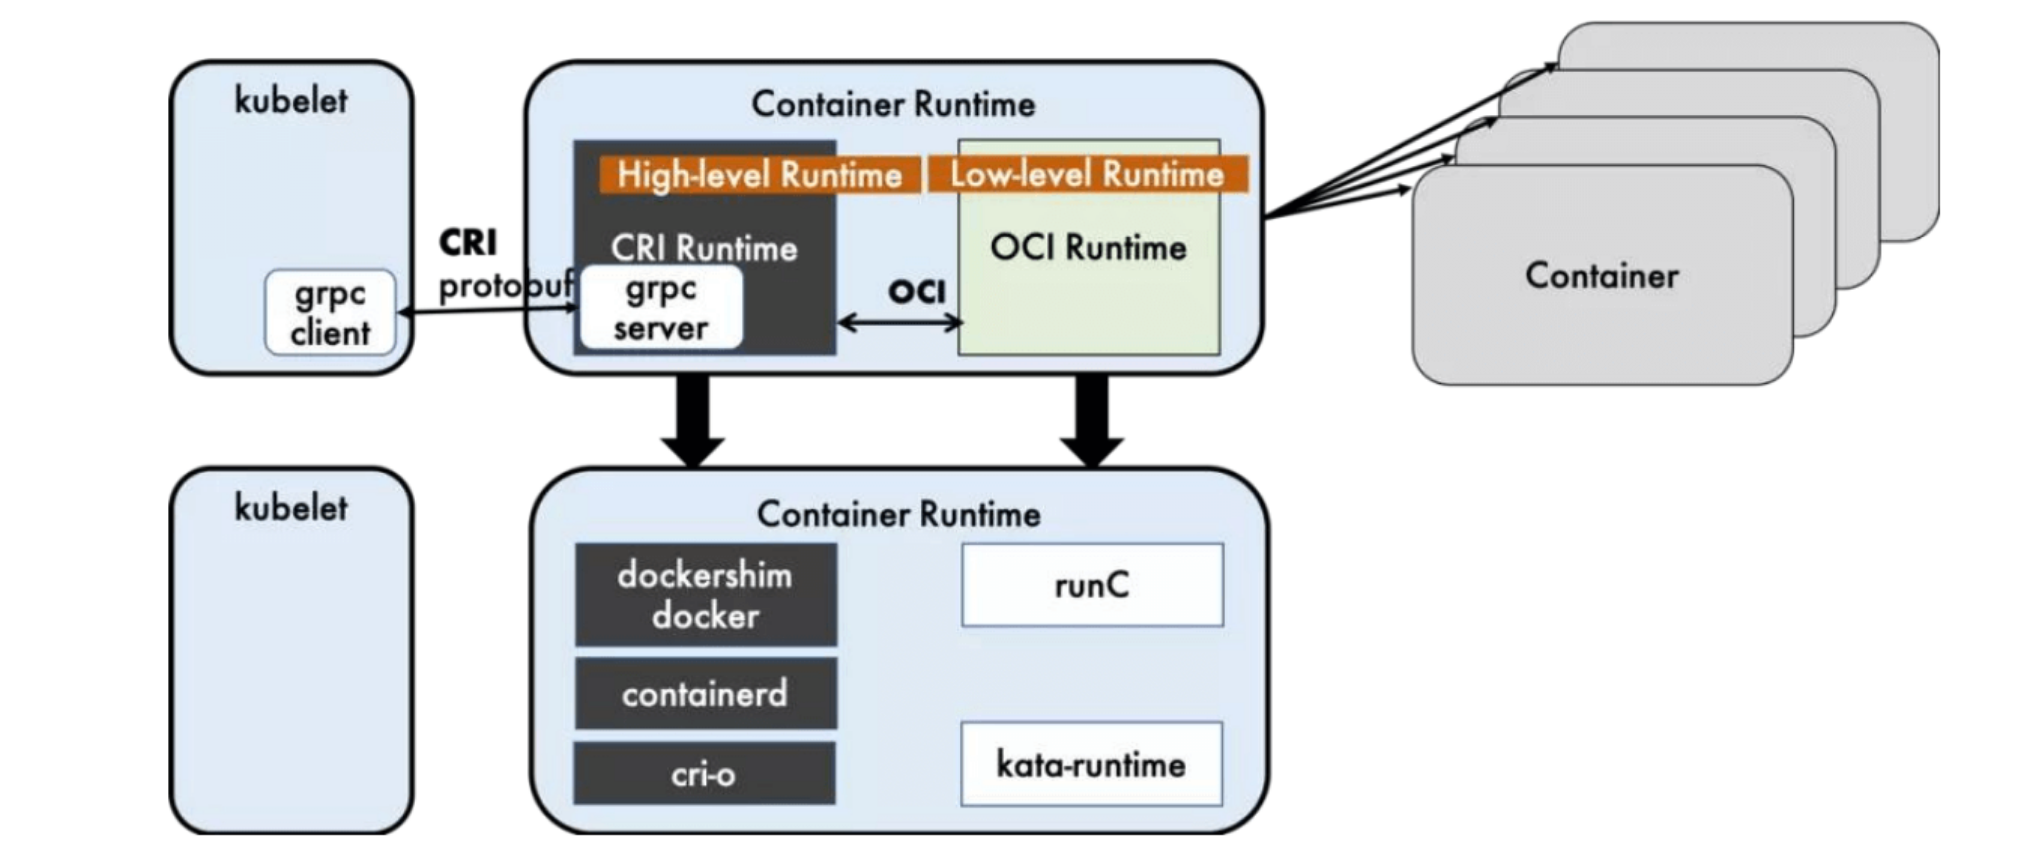 kubelet
Container Runtime
High-level Runtime
Low-level Runtime
CRI
protobuf
CRI Runtime
OCI Runtime
grpc
client
grpc
server
OCI
Container
kubelet
Container Runtime
dockershim
docker
runC
containerd
cri-o
kata-runtime